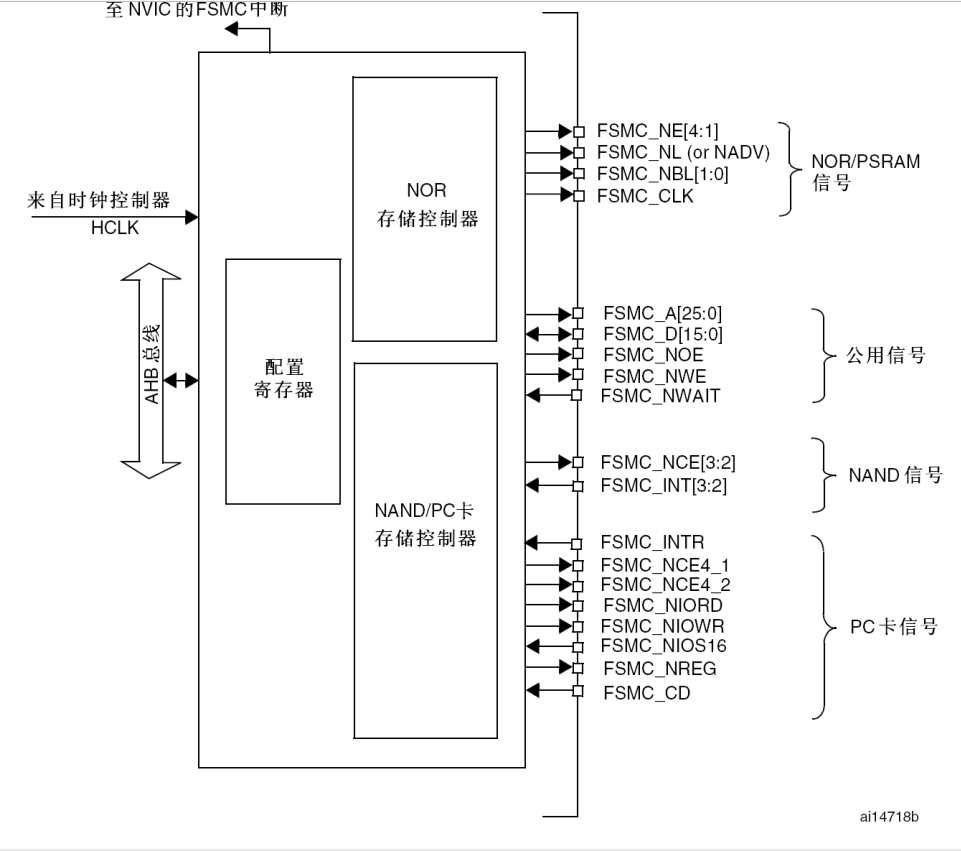 至 NVIC 的FSMC中断
来自时钟控制器
HCLK
AHB 总线
配置
寄存器
NOR
存储控制器
NAND/PC卡
存储控制器
FSMC_NE[4:1]
FSMC_NL (or NADV)
FSMC_NBL[1:0]
FSMC_CLK
NOR/PSRAM
信号
FSMC_A[25:0]
FSMC_D[15:0]
FSMC_NOE
FSMC_NWE
FSMC_NWAIT
公用信号
FSMC_NCE[3:2]
FSMC_INT[3:2]
NAND 信号
FSMC_INTR
FSMC_NCE4_1
FSMC_NCE4_2
FSMC_NIORD
FSMC_NIOWR
FSMC_NIOS16
FSMC_NREG
FSMC_CD
PC卡信号
ai14718b